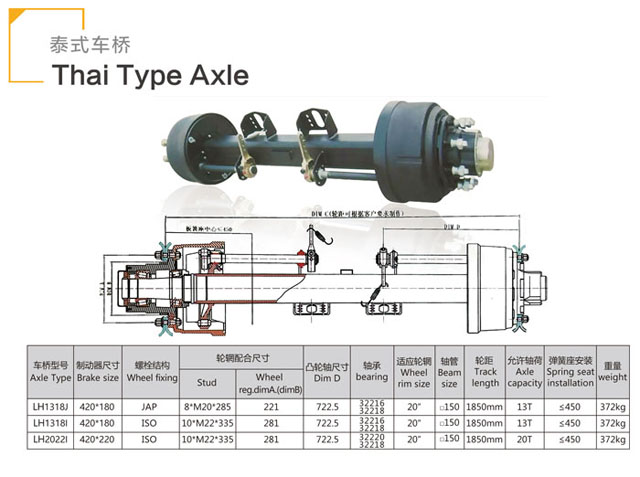 泰式车桥
Thai Type Axle
DIM C(轮距可根据客户要求制作)
板簧座中心≤450
DIM D
车桥型号 制动器尺寸 螺栓结构 轮辋配合尺寸 凸轮轴尺寸 轴承 适应轮辋 轴管 轮距 允许轴荷 弹簧座安装 重量
Axle Type Brake size Wheel fixing Stud Wheel reg.dimA.(dimB) Dim D bearing Wheel rim size Beam size Track length Axle capacity Spring seat installation weight
LH1318J 420*180 JAP 8*M20*285 221 722.5 32216 32218 20" □150 1850mm 13T ≤450 372kg
LH1318I 420*180 ISO 10*M22*335 281 722.5 32216 32218 20" □150 1850mm 13T ≤450 372kg
LH2022I 420*220 ISO 10*M22*335 281 722.5 32220 32218 20" □150 1850mm 20T ≤450 372kg